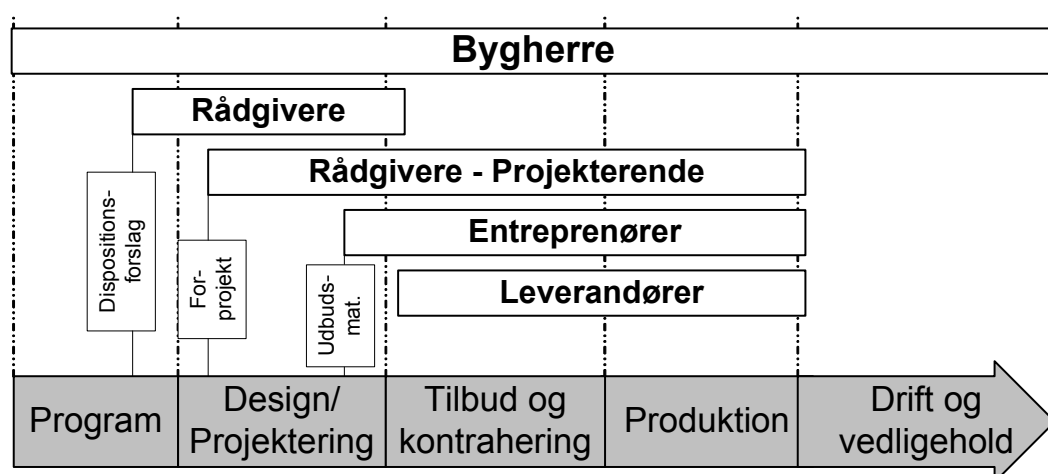 Bygherre
Rådgivere
Rådgivere - Projekterende
Entreprenører
Leverandører
Dispositions-
forslag
For-
projekt
Udbuds-
mat.
Program
Design/
Projektering
Tilbud og
kontrahering
Produktion
Drift og
vedligehold